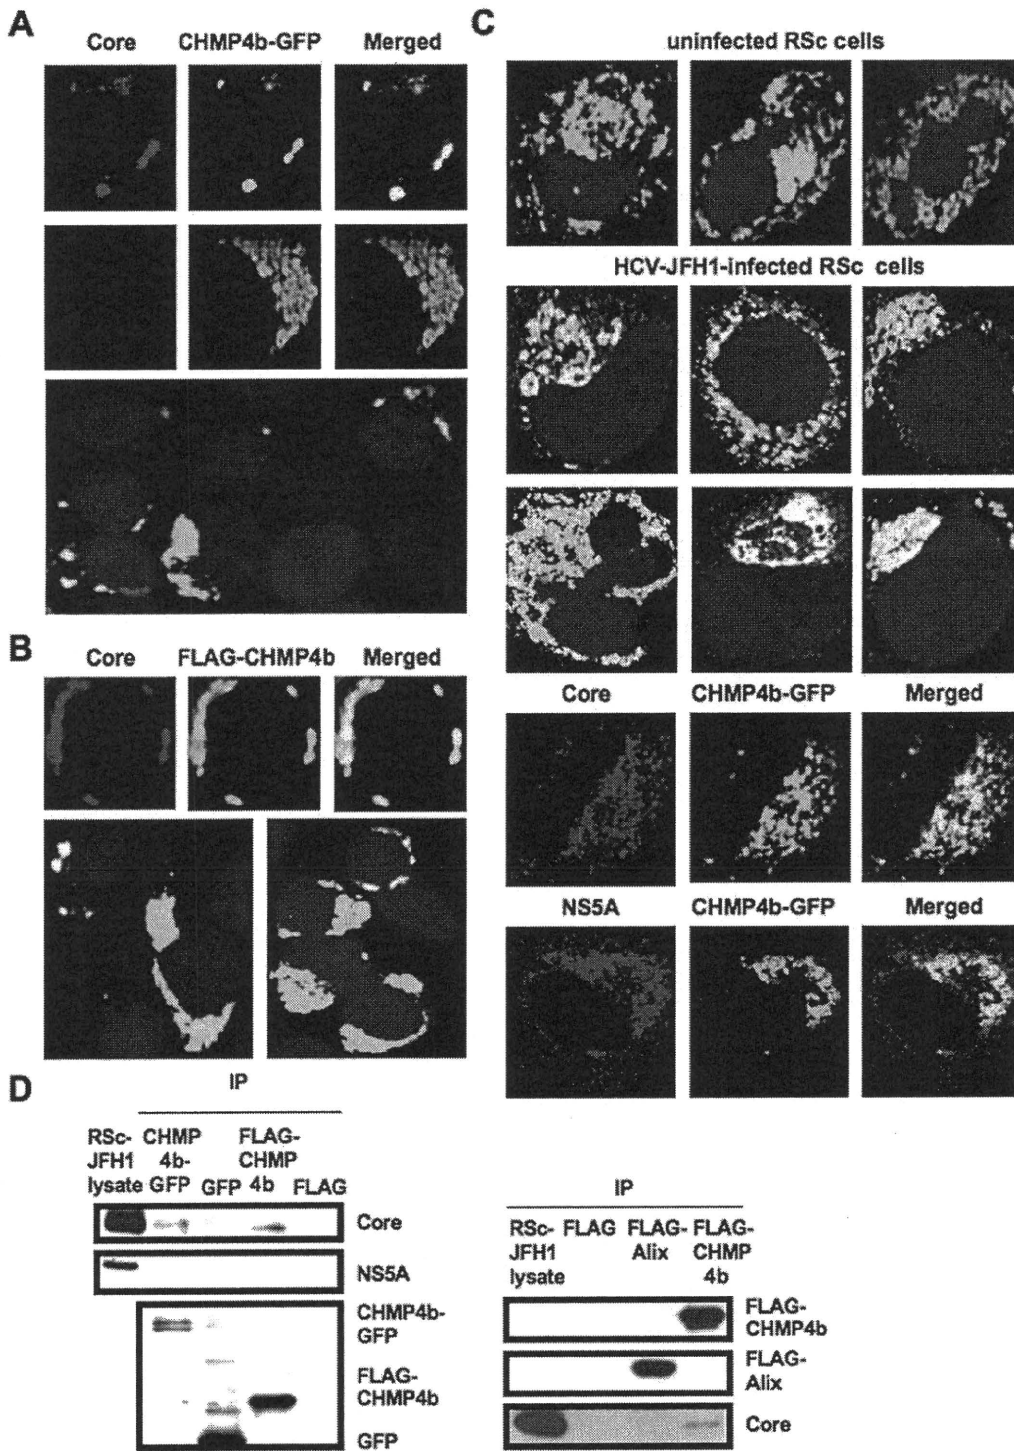 A
Core CHMP4b-GFP Merged
B
Core FLAG-CHMP4b Merged
C
uninfected RSc cells
HCV-JFH1-infected RSc cells
Core CHMP4b-GFP Merged
NS5A CHMP4b-GFP Merged
D
IP
RSc- CHMP FLAG-
JFH1 4b- CHMP
lysate GFP GFP 4b FLAG
Core
NS5A
CHMP4b-
GFP
FLAG-
CHMP4b
GFP
IP
RSc- FLAG FLAG- FLAG-
JFH1 Alix CHMP
lysate 4b
FLAG-
CHMP4b
FLAG-
Alix
Core